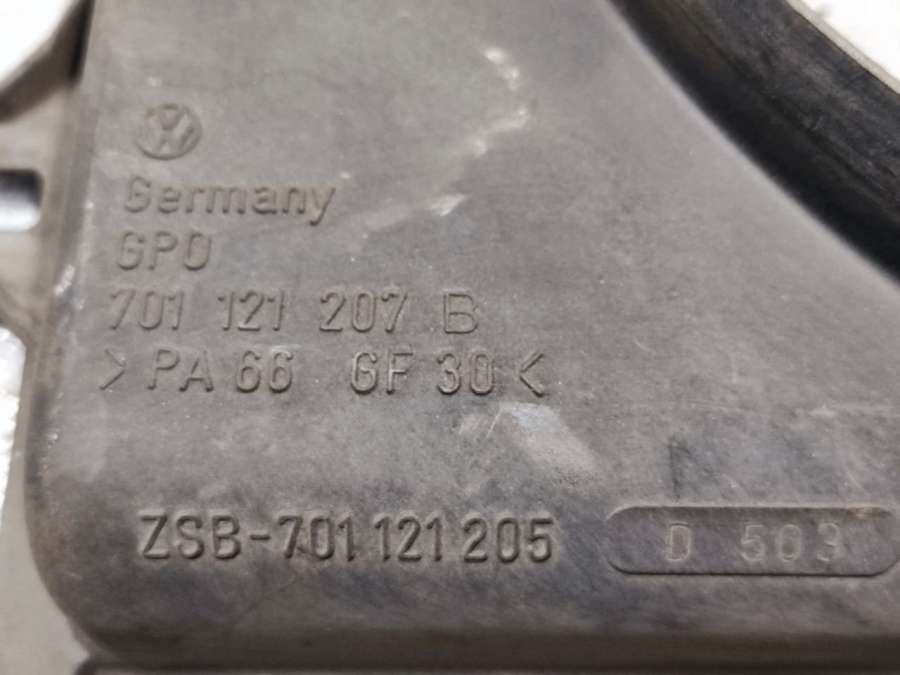 Germany
GPO
701 121 207 B
>PA 66 GF 30<
ZSB-701 121 205
D 503